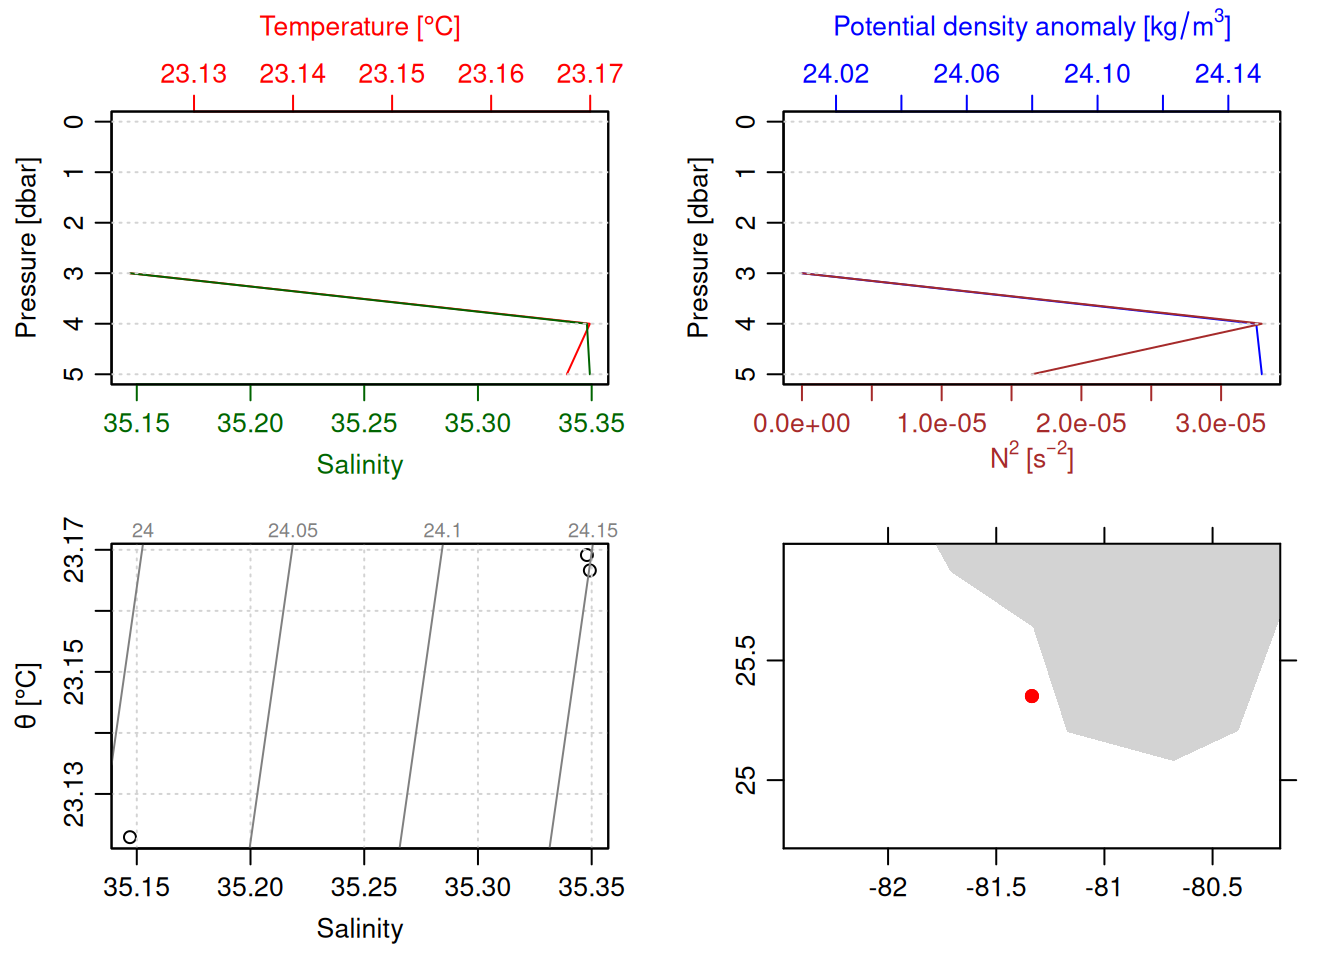 Temperature [°C]
23.13 23.14 23.15 23.16 23.17
Pressure [dbar]
0
1
2
3
4
5
35.15 35.20 35.25 35.30 35.35
Salinity
Potential density anomaly [kg/m³]
24.02 24.06 24.10 24.14
Pressure [dbar]
0
1
2
3
4
5
0.0e+00 1.0e-05 2.0e-05 3.0e-05
N² [s⁻²]
24 24.05 24.1 24.15
θ [°C]
23.17
23.15
23.13
35.15 35.20 35.25 35.30 35.35
Salinity
25.5
25
-82 -81.5 -81 -80.5